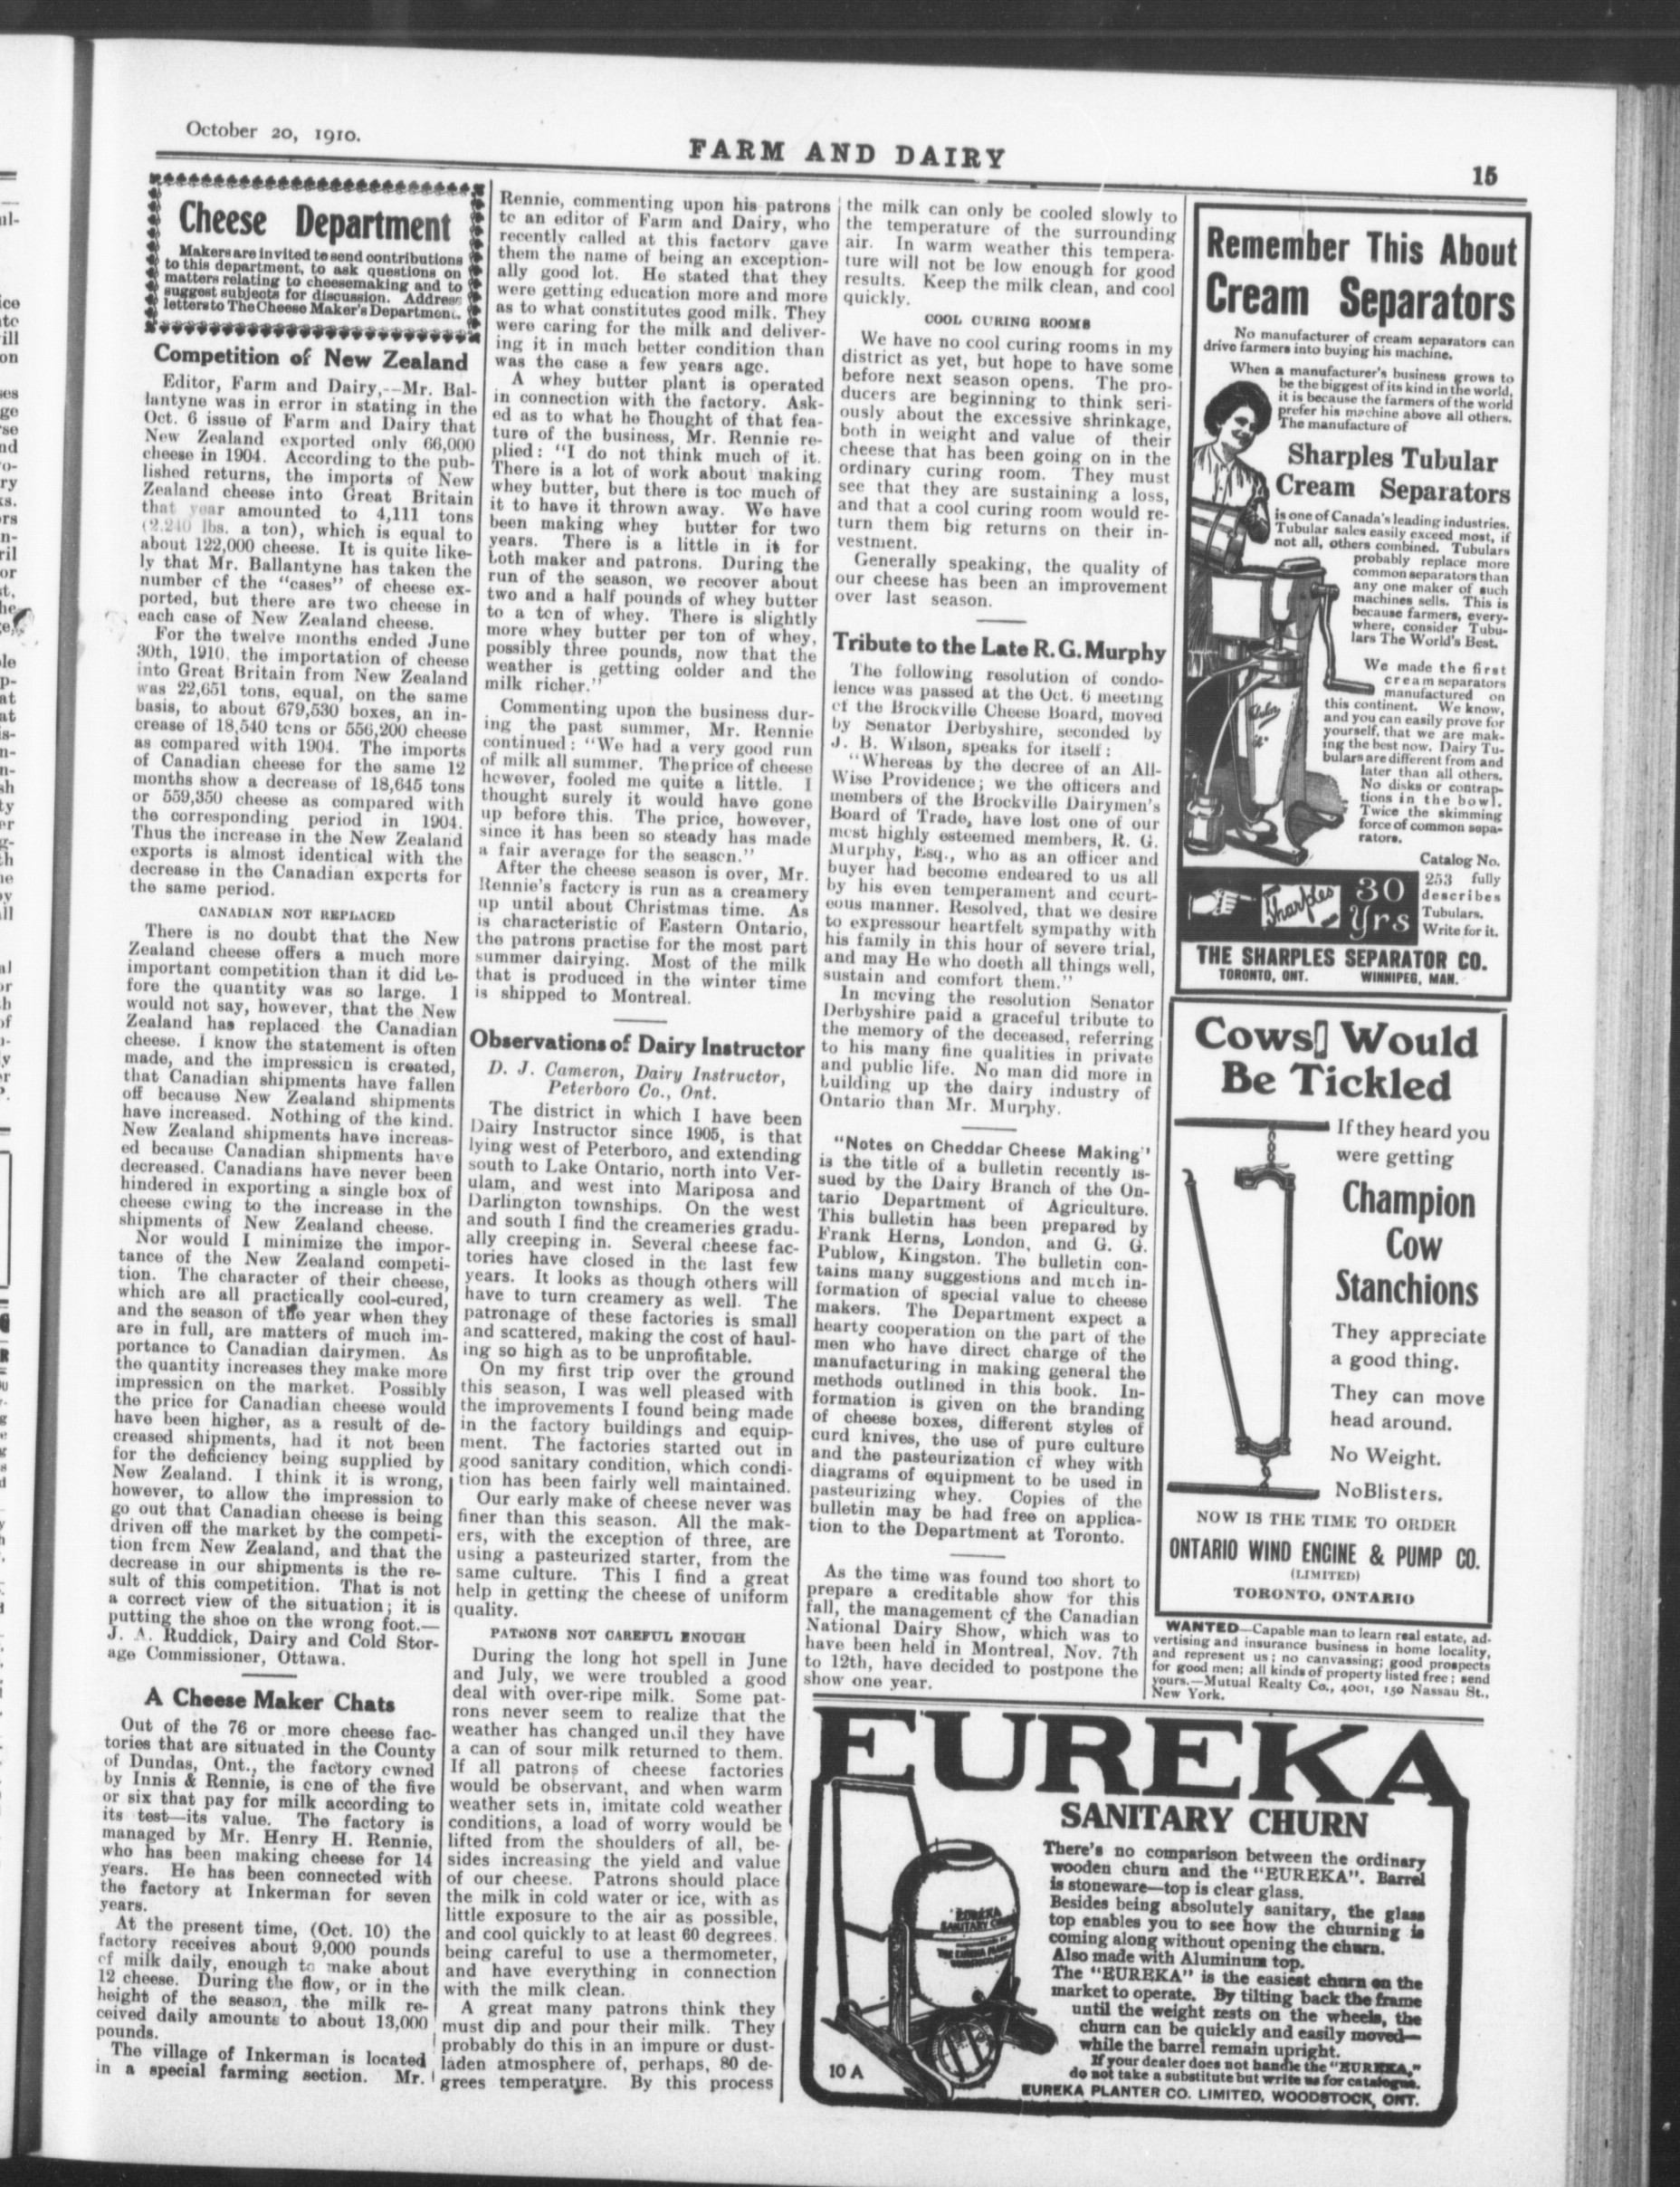 October 20, 1910.
FARM AND DAIRY
15
Cheese Department
Makers are invited to send contributions
to this department, to ask questions on
matters relating to cheesemaking and to
suggest subjects for discussion. Address
letters to The Cheese Maker's Department.
Competition of New Zealand
Editor, Farm and Dairy,--Mr. Bal-
lantyne was in error in stating in the
Oct. 6 issue of Farm and Dairy that
New Zealand exported only 66,000
cheese in 1904. According to the pub-
lished returns, the imports of New
Zealand cheese into Great Britain
that year amounted to 4,111 tons
(2,240 lbs. a ton), which is equal to
about 122,000 cheese. It is quite like-
ly that Mr. Ballantyne has taken the
number of the "cases" of cheese ex-
ported, but there are two cheese in
each case of New Zealand cheese.
For the twelve months ended June
30th, 1910, the importation of cheese
into Great Britain from New Zealand
was 22,651 tons, equal, on the same
basis, to about 679,530 boxes, an in-
crease of 18,540 tons or 556,200 cheese
as compared with 1904. The imports
of Canadian cheese for the same 12
months show a decrease of 18,645 tons
or 559,350 cheese as compared with
the corresponding period in 1904.
Thus the increase in the New Zealand
exports is almost identical with the
decrease in the Canadian exports for
the same period.
CANADIAN NOT REPLACED
There is no doubt that the New
Zealand cheese offers a much more
important competition than it did be-
fore the quantity was so large. I
would not say, however, that the New
Zealand has replaced the Canadian
cheese. I know the statement is often
made, and the impression is created,
that Canadian shipments have fallen
off because New Zealand shipments
have increased. Nothing of the kind.
New Zealand shipments have increas-
ed because Canadian shipments have
decreased. Canadians have never been
hindered in exporting a single box of
cheese owing to the increase in the
shipments of New Zealand cheese.
Nor would I minimize the impor-
tance of the New Zealand competi-
tion. The character of their cheese,
which are all practically cool-cured,
and the season of the year when they
are in full, are matters of much im-
portance to Canadian dairymen. As
the quantity increases they make more
impression on the market. Possibly
the price for Canadian cheese would
have been higher, as a result of de-
creased shipments, had it not been
for the deficiency being supplied by
New Zealand. I think it is wrong,
however, to allow the impression to
go out that Canadian cheese is being
driven off the market by the competi-
tion from New Zealand, and that the
decrease in our shipments is the re-
sult of this competition. That is not
a correct view of the situation; it is
putting the shoe on the wrong foot.—
J. A. Ruddick, Dairy and Cold Stor-
age Commissioner, Ottawa.
A Cheese Maker Chats
Out of the 76 or more cheese fac-
tories that are situated in the County
of Dundas, Ont., the factory owned
by Innis & Rennie, is one of the five
or six that pay for milk according to
its test—its value. The factory is
managed by Mr. Henry H. Rennie,
who has been making cheese for 14
years. He has been connected with
the factory at Inkerman for seven
years.
At the present time, (Oct. 10) the
factory receives about 9,000 pounds
of milk daily, enough to make about
12 cheese. During the flow, or in the
height of the season, the milk re-
ceived daily amounts to about 13,000
pounds.
The village of Inkerman is located
in a special farming section. Mr.
Rennie, commenting upon his patrons
to an editor of Farm and Dairy, who
recently called at this factory gave
them the name of being an exception-
ally good lot. He stated that they
were getting education more and more
as to what constitutes good milk. They
were caring for the milk and deliver-
ing it in much better condition than
was the case a few years ago.
A whey butter plant is operated
in connection with the factory. Ask-
ed as to what he thought of that fea-
ture of the business, Mr. Rennie re-
plied: "I do not think much of it.
There is a lot of work about making
whey butter, but there is too much of
it to have it thrown away. We have
been making whey butter for two
years. There is a little in it for
both maker and patrons. During the
run of the season, we recover about
two and a half pounds of whey butter
to a ton of whey. There is slightly
more whey butter per ton of whey,
possibly three pounds, now that the
weather is getting colder and the
milk richer."
Commenting upon the business dur-
ing the past summer, Mr. Rennie
continued: "We had a very good run
of milk all summer. The price of cheese
however, fooled me quite a little. I
thought surely it would have gone
up before this. The price, however,
since it has been so steady has made
a fair average for the season."
After the cheese season is over, Mr.
Rennie's factory is run as a creamery
up until about Christmas time. As
is characteristic of Eastern Ontario,
the patrons practise for the most part
summer dairying. Most of the milk
that is produced in the winter time
is shipped to Montreal.
Observations of Dairy Instructor
D. J. Cameron, Dairy Instructor,
Peterboro Co., Ont.
The district in which I have been
Dairy Instructor since 1905, is that
lying west of Peterboro, and extending
south to Lake Ontario, north into Ver-
ulam, and west into Mariposa and
Darlington townships. On the west
and south I find the creameries gradu-
ally creeping in. Several cheese fac-
tories have closed in the last few
years. It looks as though others will
have to turn creamery as well. The
patronage of these factories is small
and scattered, making the cost of haul-
ing so high as to be unprofitable.
On my first trip over the ground
this season, I was well pleased with
the improvements I found being made
in the factory buildings and equip-
ment. The factories started out in
good sanitary condition, which condi-
tion has been fairly well maintained.
Our early make of cheese never was
finer than this season. All the mak-
ers, with the exception of three, are
using a pasteurized starter, from the
same culture. This I find a great
help in getting the cheese of uniform
quality.
PATRONS NOT CAREFUL ENOUGH
During the long hot spell in June
and July, we were troubled a good
deal with over-ripe milk. Some pat-
rons never seem to realize that the
weather has changed until they have
a can of sour milk returned to them.
If all patrons of cheese factories
would be observant, and when warm
weather sets in, imitate cold weather
conditions, a load of worry would be
lifted from the shoulders of all, be-
sides increasing the yield and value
of our cheese. Patrons should place
the milk in cold water or ice, with as
little exposure to the air as possible,
and cool quickly to at least 60 degrees.
being careful to use a thermometer,
and have everything in connection
with the milk clean.
A great many patrons think they
must dip and pour their milk. They
probably do this in an impure or dust-
laden atmosphere of, perhaps, 80 de-
grees temperature. By this process
the milk can only be cooled slowly to
the temperature of the surrounding
air. In warm weather this tempera-
ture will not be low enough for good
results. Keep the milk clean, and cool
quickly.
COOL CURING ROOMS
We have no cool curing rooms in my
district as yet, but hope to have some
before next season opens. The pro-
ducers are beginning to think seri-
ously about the excessive shrinkage,
both in weight and value of their
cheese that has been going on in the
ordinary curing room. They must
see that they are sustaining a loss,
and that a cool curing room would re-
turn them big returns on their in-
vestment.
Generally speaking, the quality of
our cheese has been an improvement
over last season.
Tribute to the Late R. G. Murphy
The following resolution of condo-
lence was passed at the Oct. 6 meeting
of the Brockville Cheese Board, moved
by Senator Derbyshire, seconded by
J. B. Wilson, speaks for itself:
"Whereas by the decree of an All-
Wise Providence; we the officers and
members of the Brockville Dairymen's
Board of Trade, have lost one of our
most highly esteemed members, R. G.
Murphy, Esq., who as an officer and
buyer had become endeared to us all
by his even temperament and court-
eous manner. Resolved, that we desire
to expressour heartfelt sympathy with
his family in this hour of severe trial,
and may He who doeth all things well,
sustain and comfort them."
In moving the resolution Senator
Derbyshire paid a graceful tribute to
the memory of the deceased, referring
to his many fine qualities in private
and public life. No man did more in
building up the dairy industry of
Ontario than Mr. Murphy.
"Notes on Cheddar Cheese Making"
is the title of a bulletin recently is-
sued by the Dairy Branch of the On-
tario Department of Agriculture.
This bulletin has been prepared by
Frank Herns, London, and G. G.
Publow, Kingston. The bulletin con-
tains many suggestions and much in-
formation of special value to cheese
makers. The Department expect a
hearty cooperation on the part of the
men who have direct charge of the
manufacturing in making general the
methods outlined in this book. In-
formation is given on the branding
of cheese boxes, different styles of
curd knives, the use of pure culture
and the pasteurization of whey with
diagrams of equipment to be used in
pasteurizing whey. Copies of the
bulletin may be had free on applica-
tion to the Department at Toronto.
As the time was found too short to
prepare a creditable show for this
fall, the management of the Canadian
National Dairy Show, which was to
have been held in Montreal, Nov. 7th
to 12th, have decided to postpone the
show one year.
Remember This About
Cream Separators
No manufacturer of cream separators can
drive farmers into buying his machine.
When a manufacturer's business grows to
be the biggest of its kind in the world,
it is because the farmers of the world
prefer his machine above all others.
The manufacture of
Sharples Tubular
Cream Separators
is one of Canada's leading industries.
Tubular sales easily exceed most, if
not all, others combined. Tubulars
probably replace more
common separators than
any one maker of such
machines sells. This is
because farmers, every-
where, consider Tubu-
lars The World's Best.
We made the first
cream separators
manufactured on
this continent. We know,
and you can easily prove for
yourself, that we are mak-
ing the best now. Dairy Tu-
bulars are different from and
later than all others.
No disks or contrap-
tions in the bowl.
Twice the skimming
force of common sepa-
rators.
Catalog No.
253 fully
describes
Tubulars.
Write for it.
Sharples
30
yrs
THE SHARPLES SEPARATOR CO.
TORONTO, ONT. WINNIPEG, MAN.
Cows Would
Be Tickled
If they heard you
were getting
Champion
Cow
Stanchions
They appreciate
a good thing.
They can move
head around.
No Weight.
No Blisters.
NOW IS THE TIME TO ORDER
ONTARIO WIND ENGINE & PUMP CO.
(LIMITED)
TORONTO, ONTARIO
WANTED—Capable man to learn real estate, ad-
vertising and insurance business in home locality,
and represent us; no canvassing; good prospects
for good men; all kinds of property listed free; send
yours.—Mutual Realty Co., 4001, 150 Nassau St.,
New York.
EUREKA
SANITARY CHURN
There's no comparison between the ordinary
wooden churn and the "EUREKA". Barrel
is stoneware—top is clear glass.
Besides being absolutely sanitary, the glass
top enables you to see how the churning is
coming along without opening the churn.
Also made with Aluminum top.
The "EUREKA" is the easiest churn on the
market to operate. By tilting back the frame
until the weight rests on the wheels, the
churn can be quickly and easily moved—
while the barrel remain upright.
If your dealer does not handle the "EUREKA,"
do not take a substitute but write us for catalogue.
EUREKA PLANTER CO. LIMITED, WOODSTOCK, ONT.
EUREKA
SANITARY CHURN
10 A